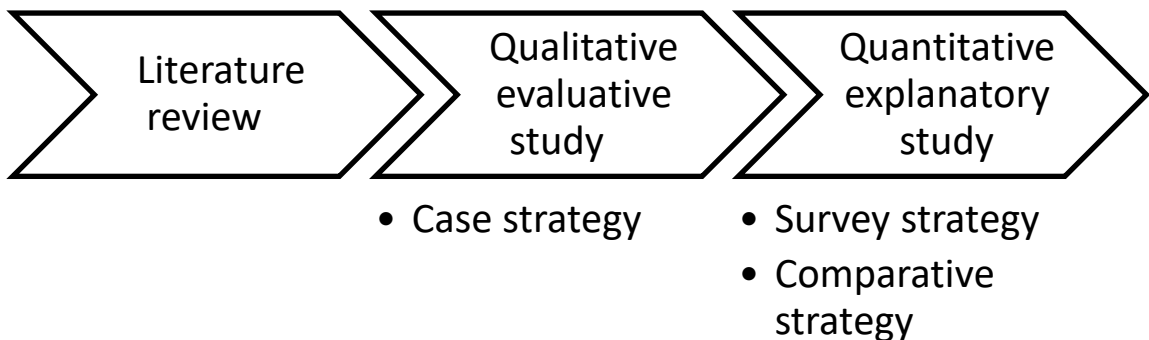 Literature
review
Qualitative
evaluative
study
Quantitative
explanatory
study
• Case strategy
• Survey strategy
• Comparative
strategy